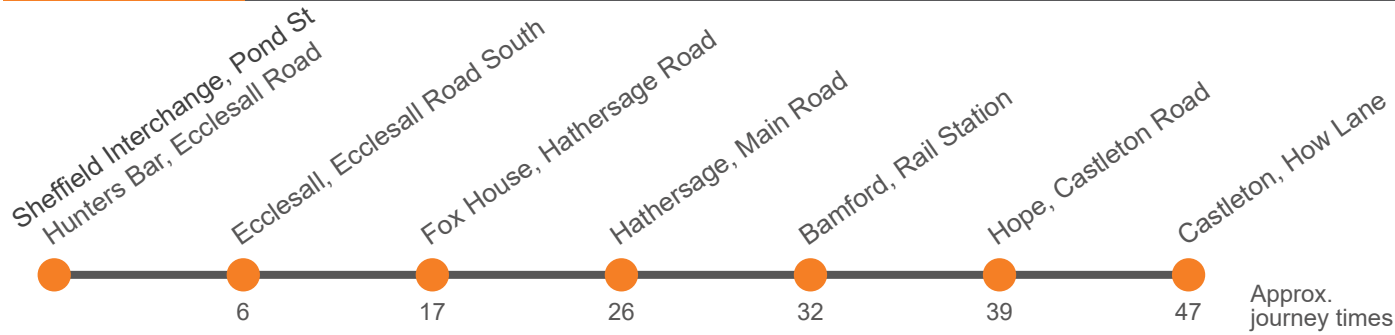 Sheffield Interchange, Pond St
Hunters Bar, Ecclesall Road
Ecclesall, Ecclesall Road South
Fox House, Hathersage Road
Hathersage, Main Road
Bamford, Rail Station
Hope, Castleton Road
Castleton, How Lane
6
17
26
32
39
47
Approx.
journey times